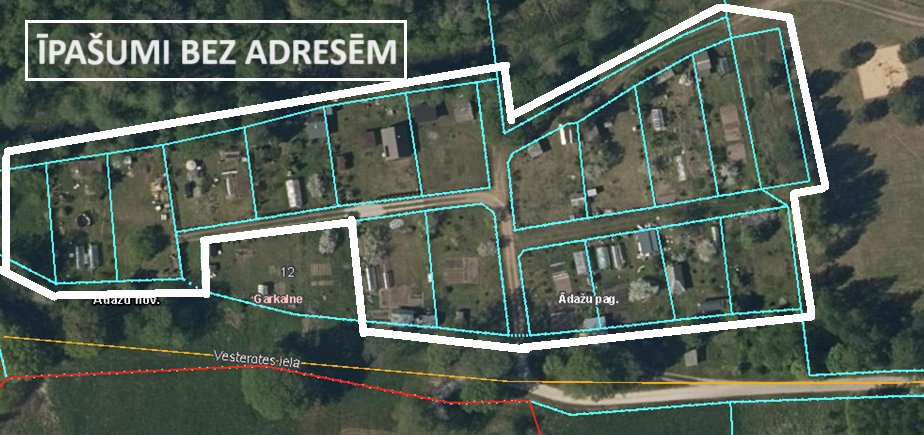 ĪPAŠUMI BEZ ADRESĒM
12
Ādažu nov.
Garkalne
Ādažu pag.
Vesterotes iela